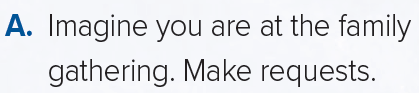 A. Imagine you are at the family
gathering. Make requests.